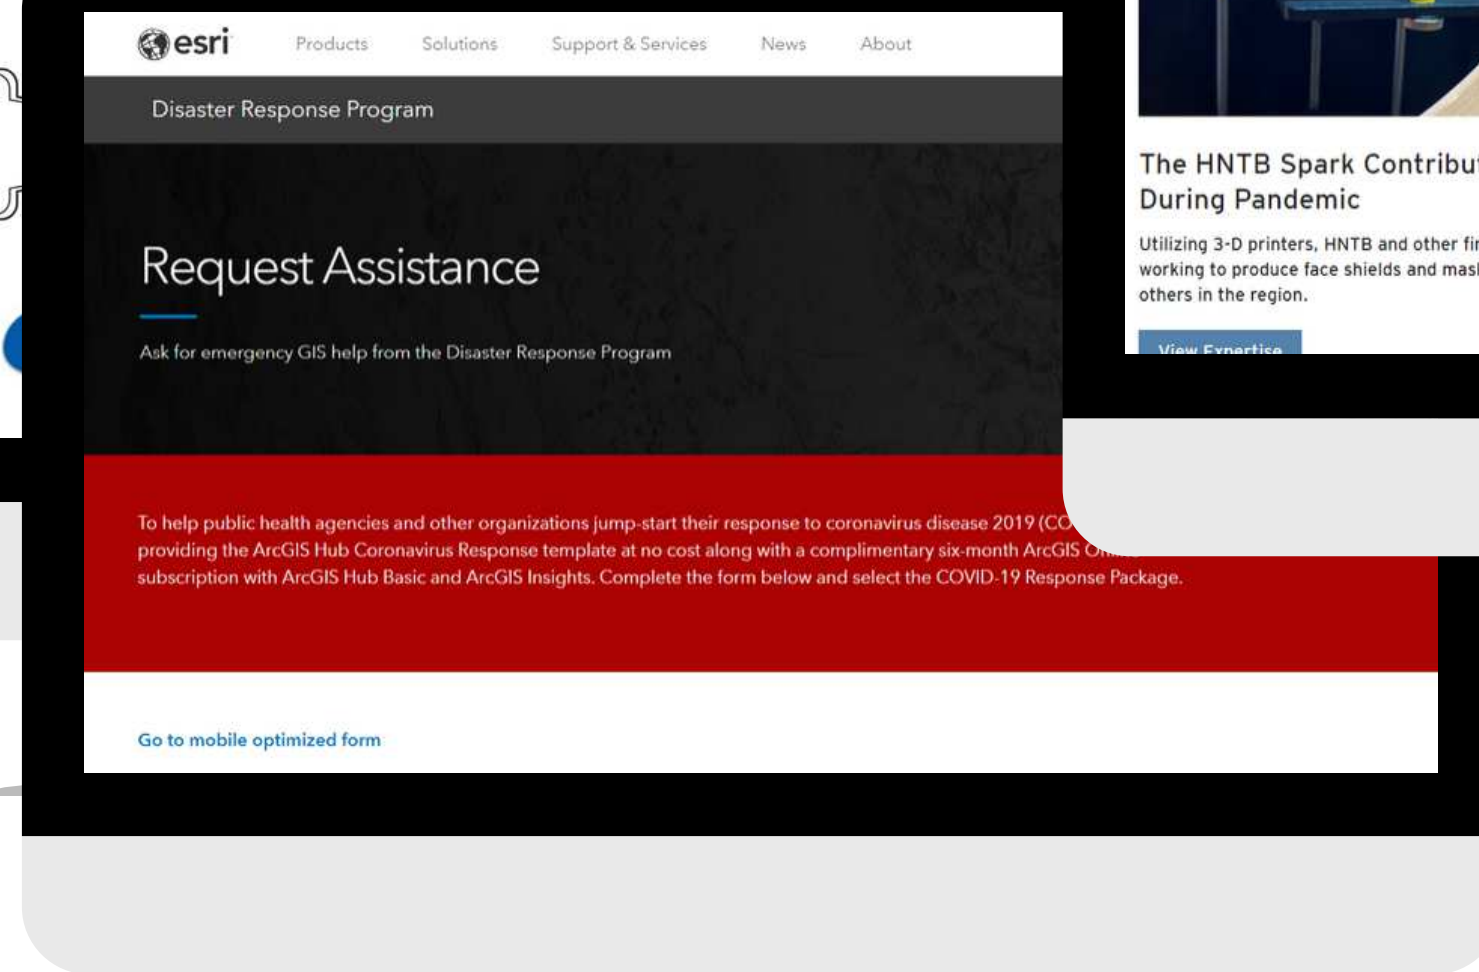 esri
Products Solutions Support & Services News About
Disaster Response Program
Request Assistance
Ask for emergency GIS help from the Disaster Response Program
To help public health agencies and other organizations jump-start their response to coronavirus disease 2019 (CO
providing the ArcGIS Hub Coronavirus Response template at no cost along with a complimentary six-month ArcGIS
subscription with ArcGIS Hub Basic and ArcGIS Insights. Complete the form below and select the COVID-19 Response Package.
Go to mobile optimized form
The HNTB Spark
During Pandemic
Utilizing 3-D printers, HNTB and other
working to produce face shields and
others in the region.
View Expertise